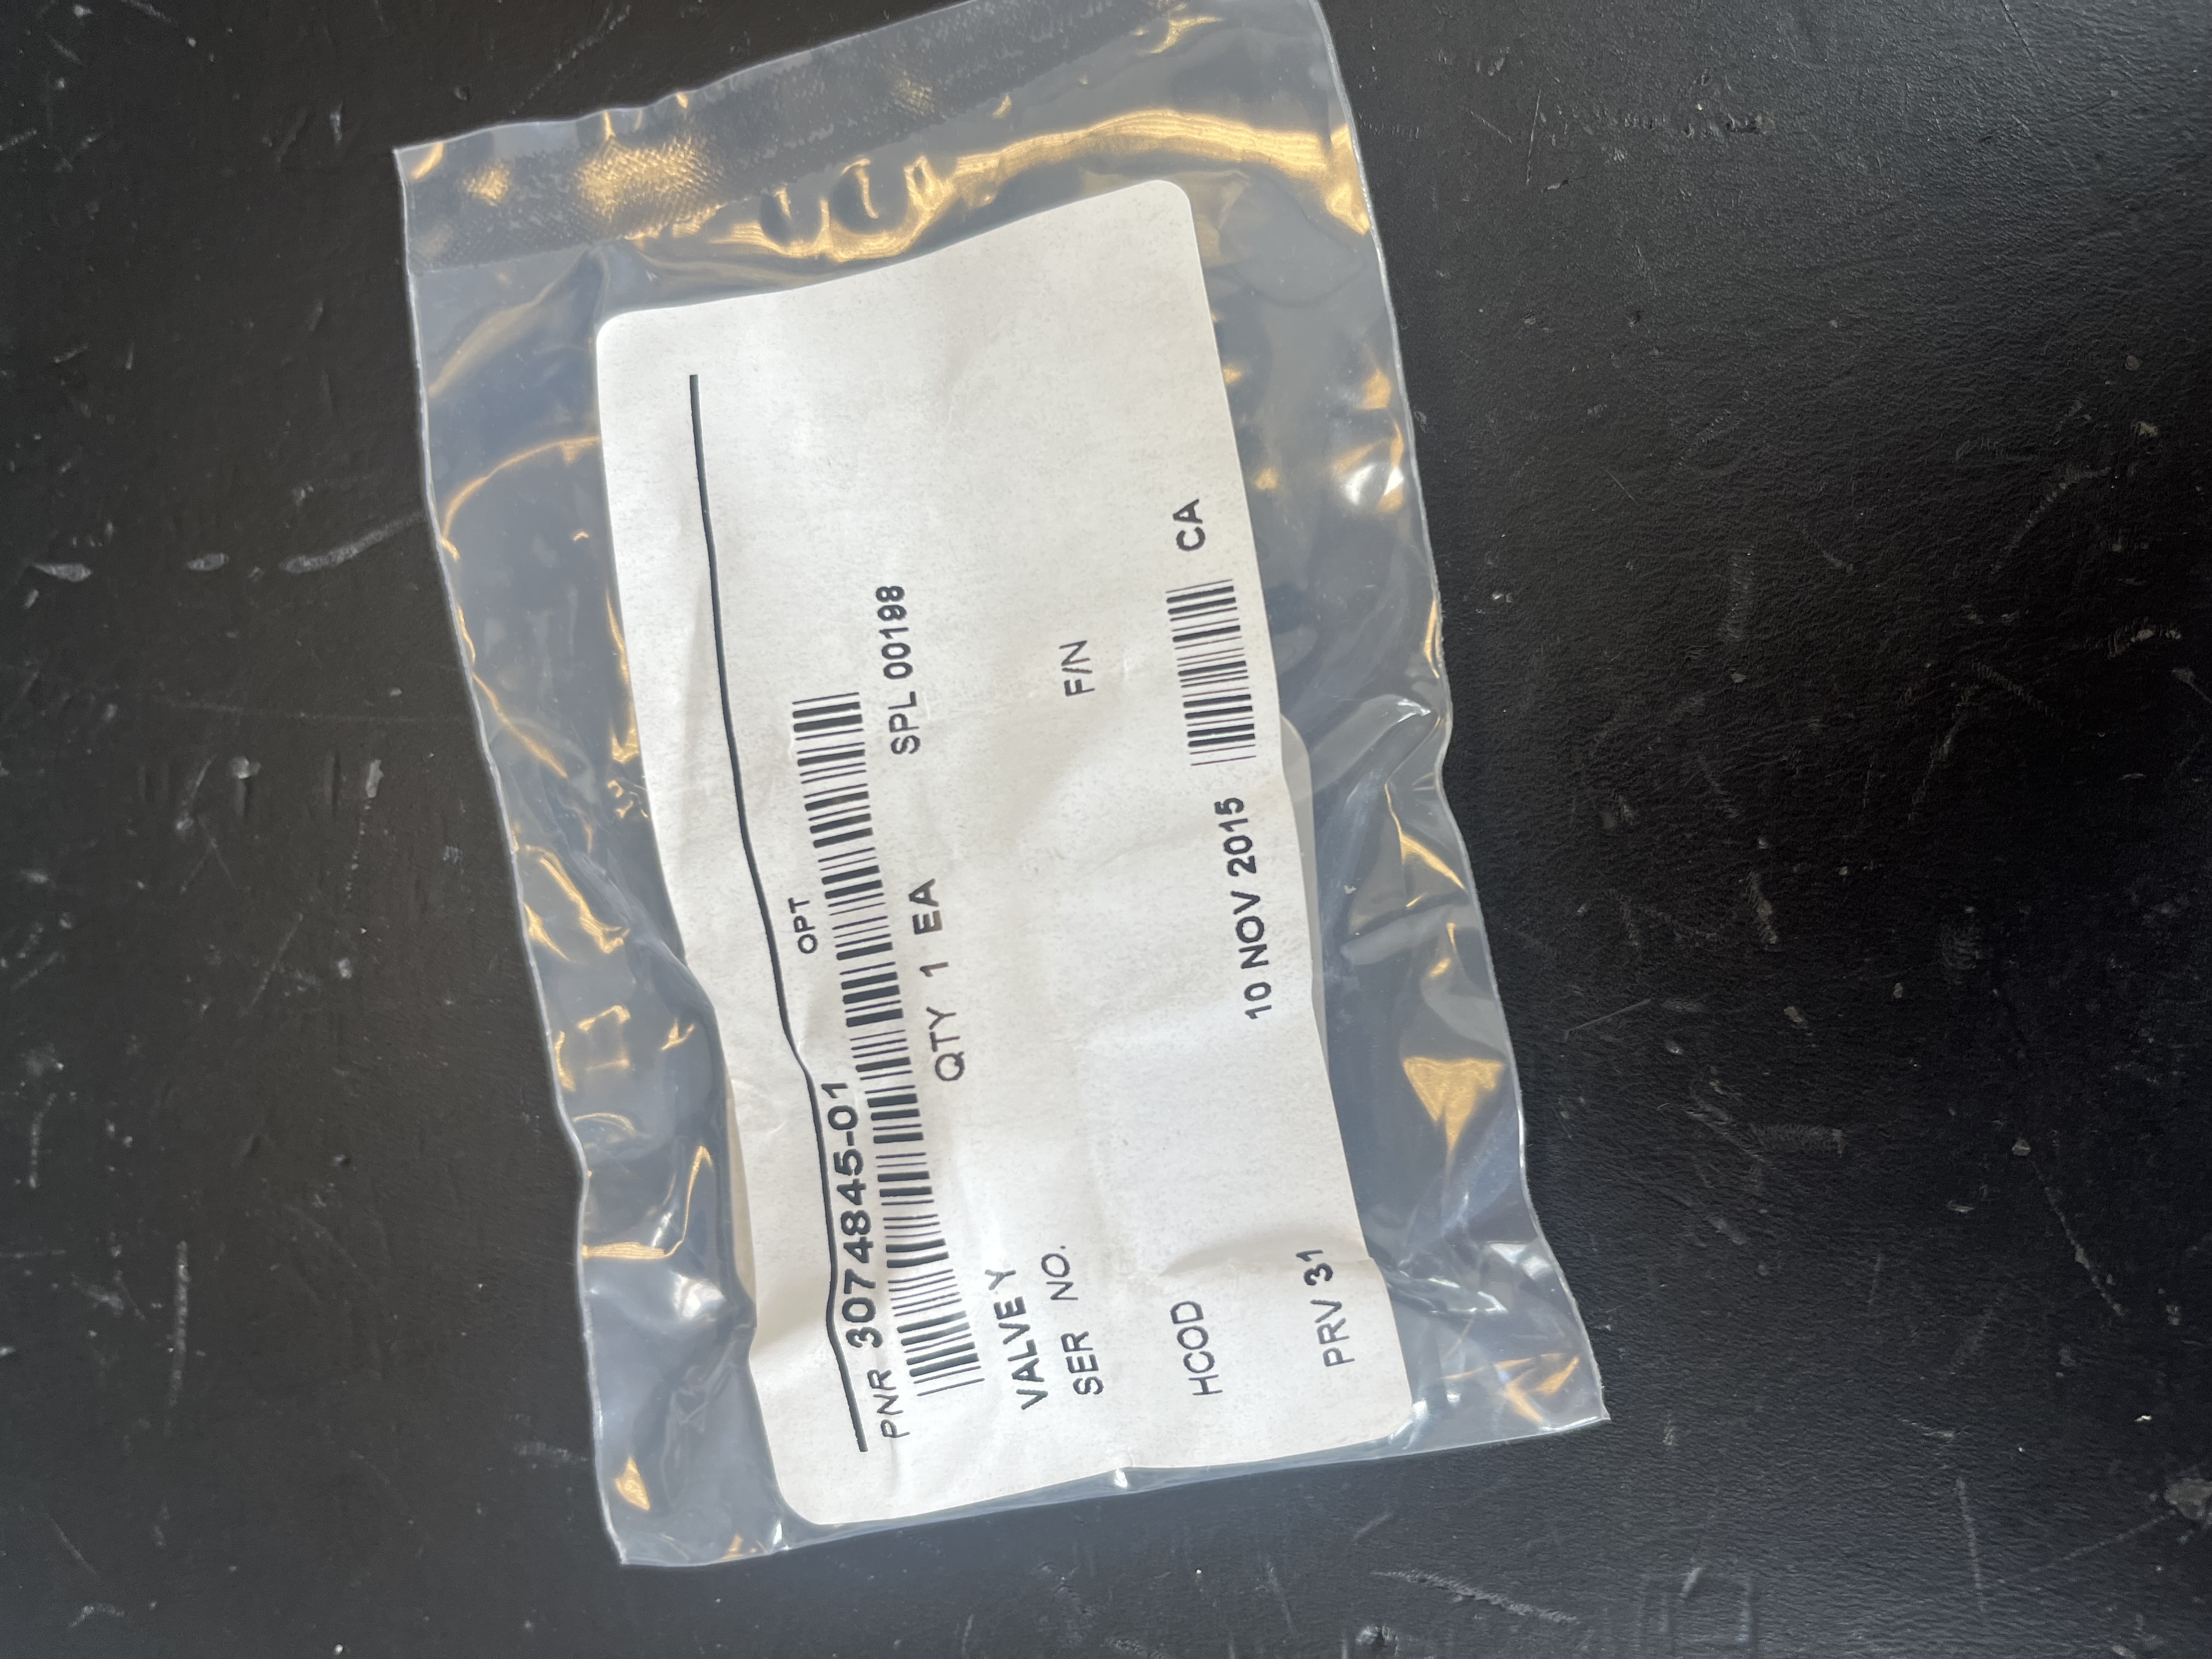 PNR 3074845-01 OPT
QTY 1 EA SPL 00198
VALVE Y
SER NO. F/N
HCOD
10 NOV 2015 CA
PRV 31